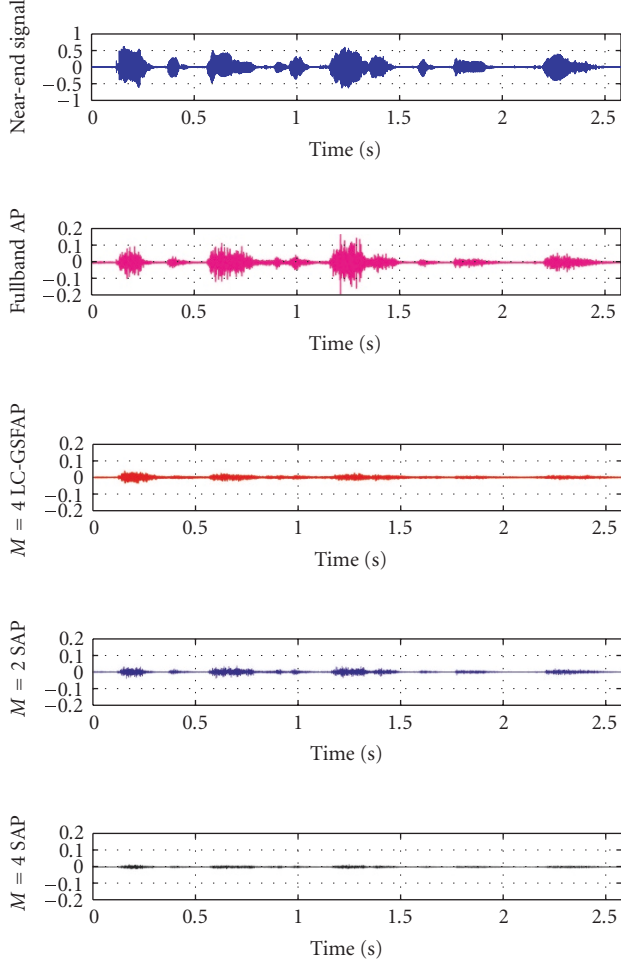 Near-end signal
1
0.5
0
−0.5
−1
0 0.5 1 1.5 2 2.5
Time (s)
Fullband AP
0.2
0.1
0
−0.1
−0.2
0 0.5 1 1.5 2 2.5
Time (s)
M = 4 LC-GSFAP
0.2
0.1
0
−0.1
−0.2
0 0.5 1 1.5 2 2.5
Time (s)
M = 2 SAP
0.2
0.1
0
−0.1
−0.2
0 0.5 1 1.5 2 2.5
Time (s)
M = 4 SAP
0.2
0.1
0
−0.1
−0.2
0 0.5 1 1.5 2 2.5
Time (s)